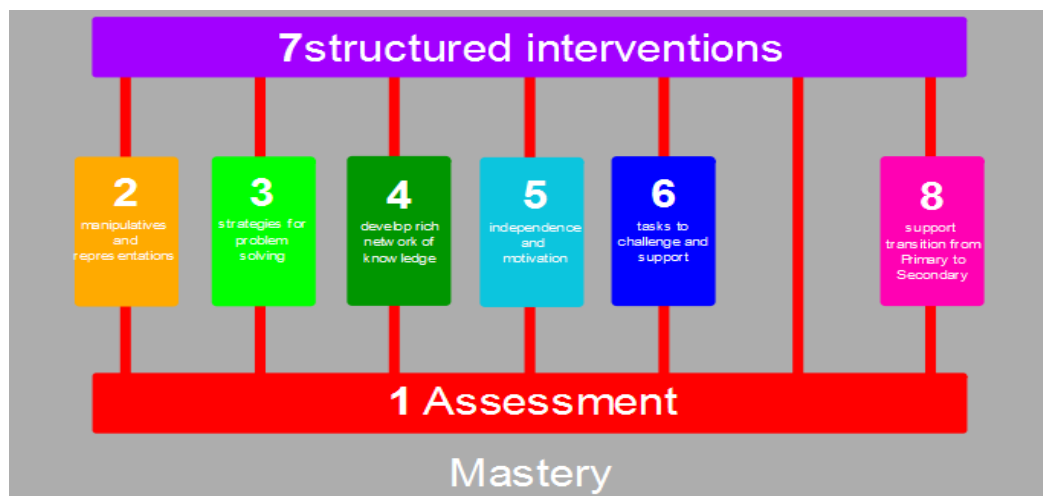 7structured interventions
2
manipulatives
and
representations
3
strategies for
problem
solving
4
develop rich
network of
knowledge
5
independence
and
motivation
6
tasks to
challenge and
support
8
support
transition from
Primary to
Secondary
1 Assessment
Mastery